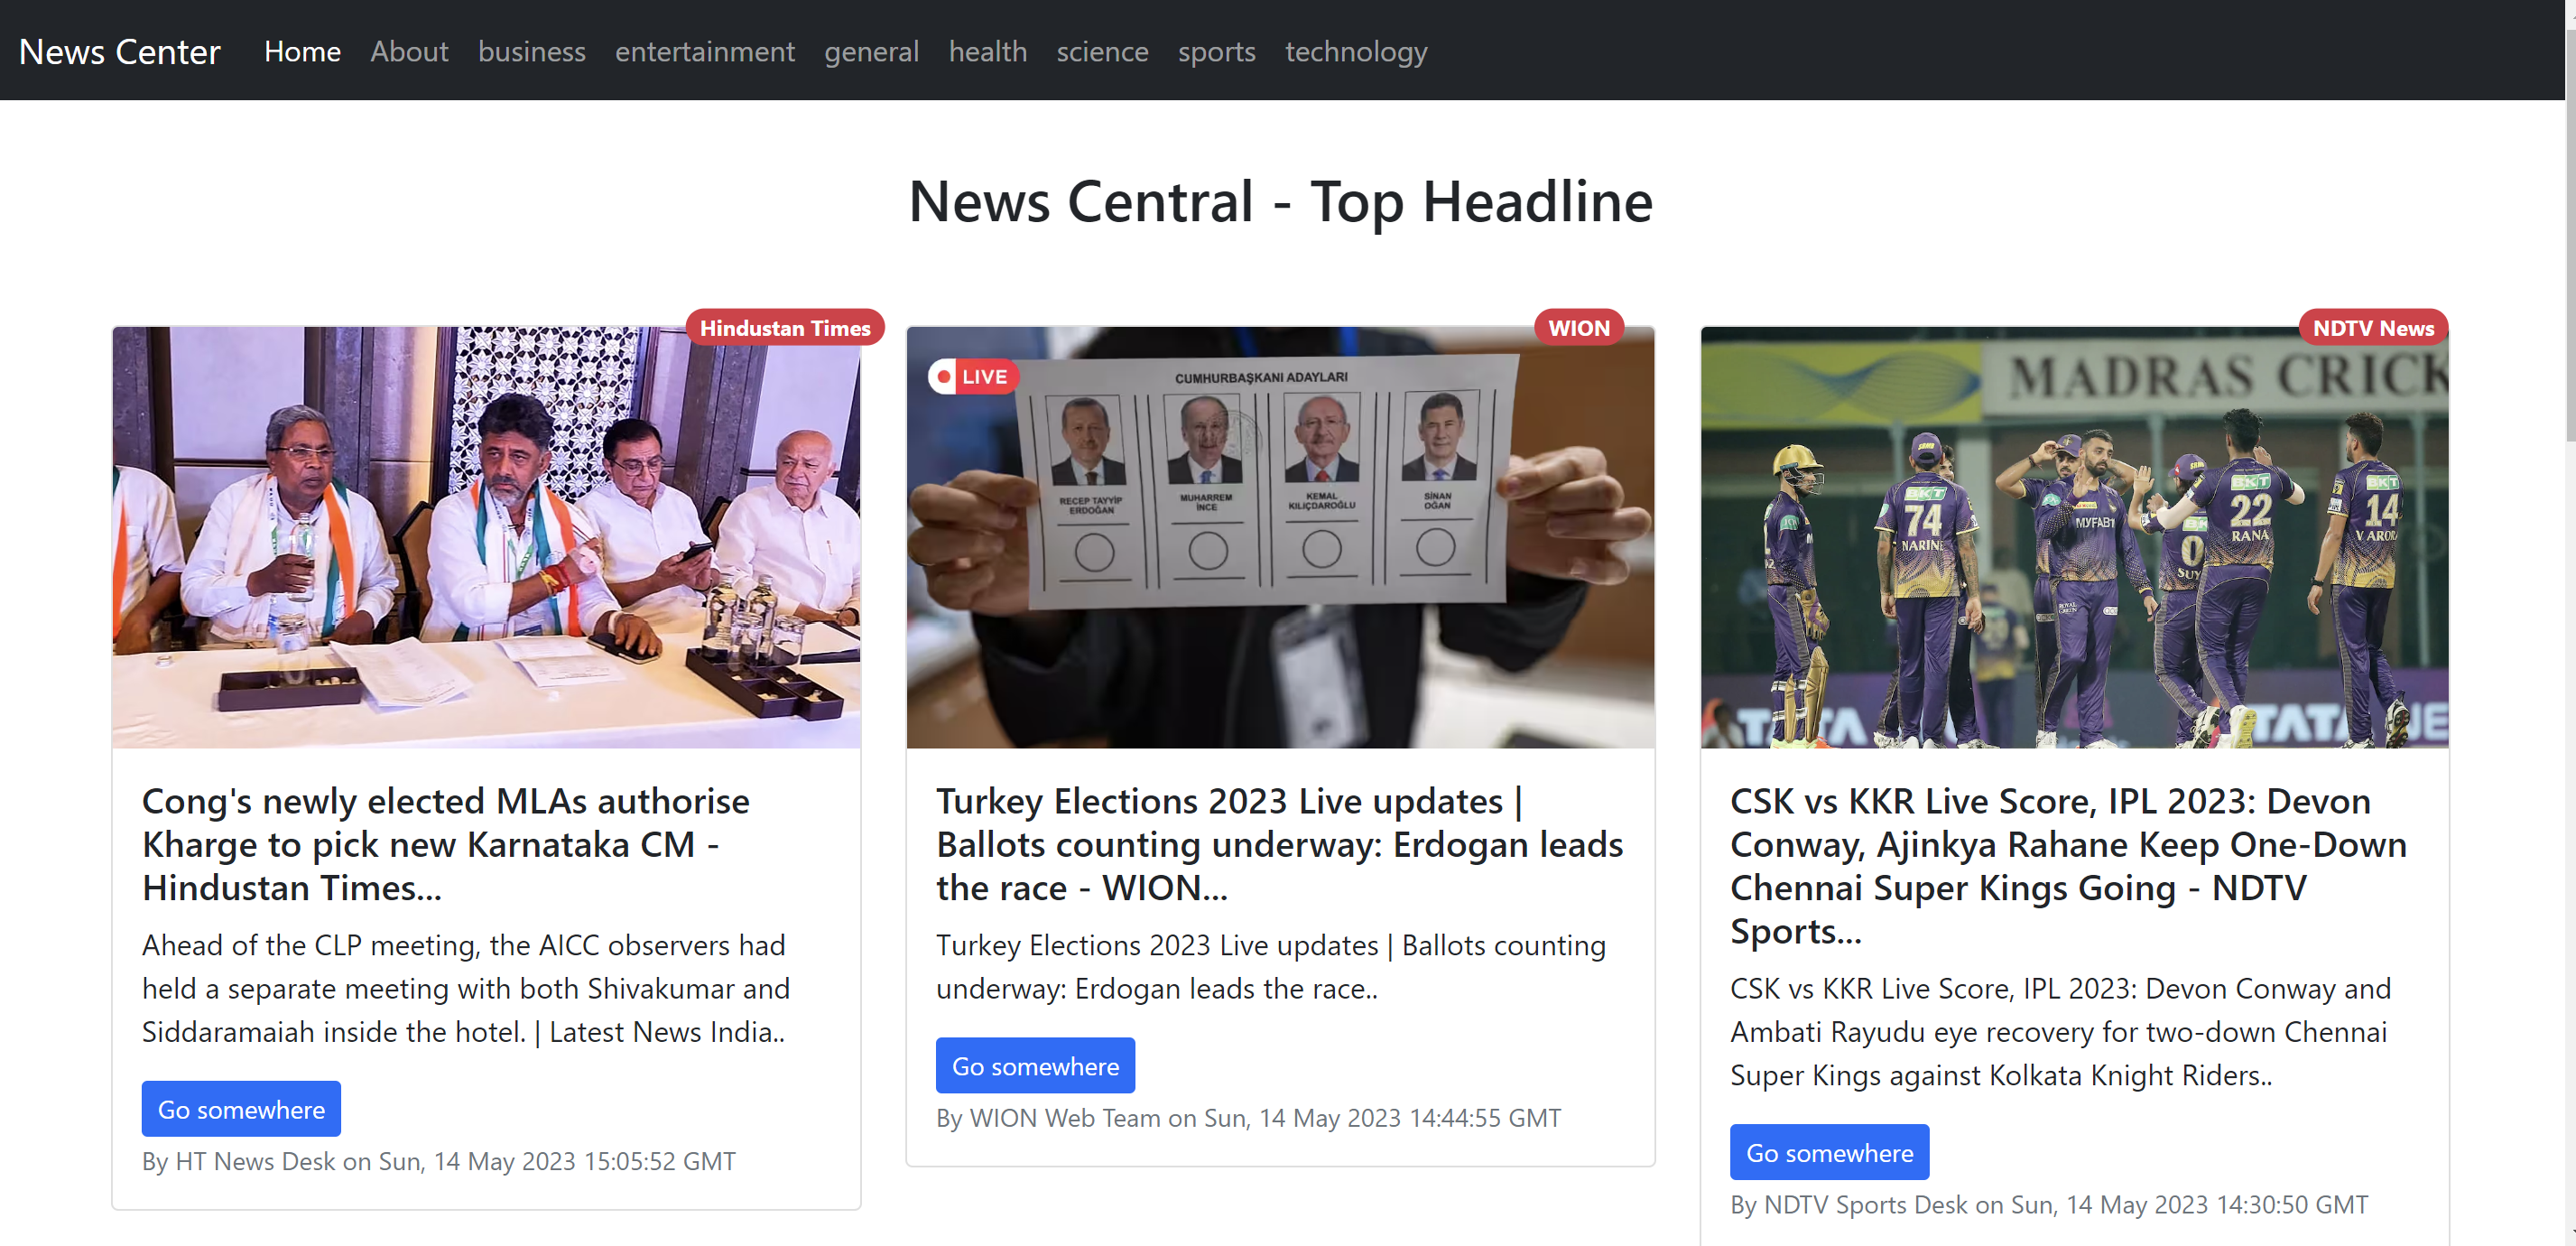 News Center Home About business entertainment general health science sports technology
News Central - Top Headline
Hindustan Times
Cong's newly elected MLAs authorise
Kharge to pick new Karnataka CM -
Hindustan Times...
Ahead of the CLP meeting, the AICC observers had
held a separate meeting with both Shivakumar and
Siddaramaiah inside the hotel. | Latest News India..
Go somewhere
By HT News Desk on Sun, 14 May 2023 15:05:52 GMT
WION
LIVE
CUMHURBAŞKANI ADAYLARI
RECEP TAYYİP
ERDOĞAN
MUHARREM
İNCE
KEMAL
KILIÇDAROĞLU
SİNAN
OĞAN
Turkey Elections 2023 Live updates |
Ballots counting underway: Erdogan leads
the race - WION...
Turkey Elections 2023 Live updates | Ballots counting
underway: Erdogan leads the race..
Go somewhere
By WION Web Team on Sun, 14 May 2023 14:44:55 GMT
NDTV News
MADRAS CRICK
BKT
74
NARINE
MYFAB11
BKT
22
RANA
0
SUY
BKT
14
V ARORA
TATA
TATA
CSK vs KKR Live Score, IPL 2023: Devon
Conway, Ajinkya Rahane Keep One-Down
Chennai Super Kings Going - NDTV
Sports...
CSK vs KKR Live Score, IPL 2023: Devon Conway and
Ambati Rayudu eye recovery for two-down Chennai
Super Kings against Kolkata Knight Riders..
Go somewhere
By NDTV Sports Desk on Sun, 14 May 2023 14:30:50 GMT